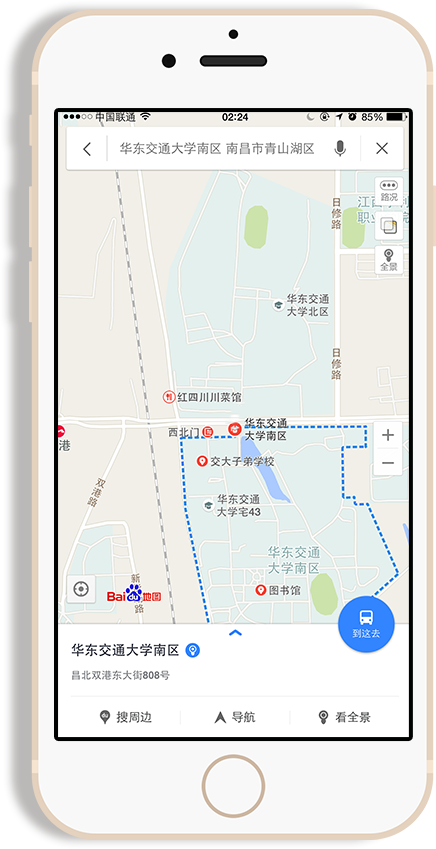 中国联通 02:24 85%
华东交通大学南区 南昌市青山湖区
路况
日修路
全景
华东交通
大学北区
日修路
红四川川菜馆
华东交通
大学南区
西北门
港
交大子弟学校
双港路
华东交通
大学宅43
华东交通
大学南区
新
路
图书馆
Bai du 地图
到这去
华东交通大学南区
昌北双港东大街808号
搜周边 导航 看全景